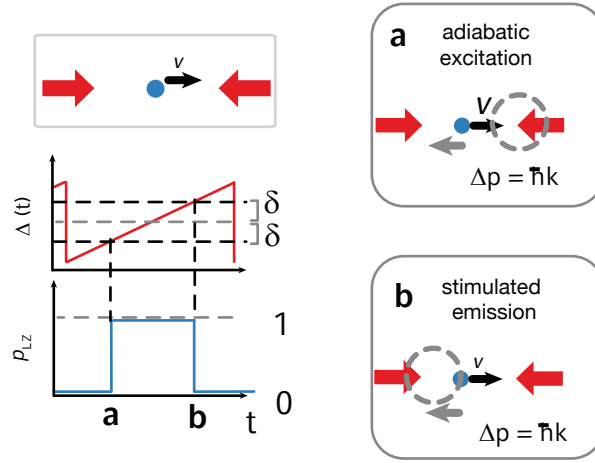 v
Δ (t)
δ
δ
p_LZ
1
0
a
b
t
a
adiabatic
excitation
v
Δp = ħk
b
stimulated
emission
v
Δp = ħk